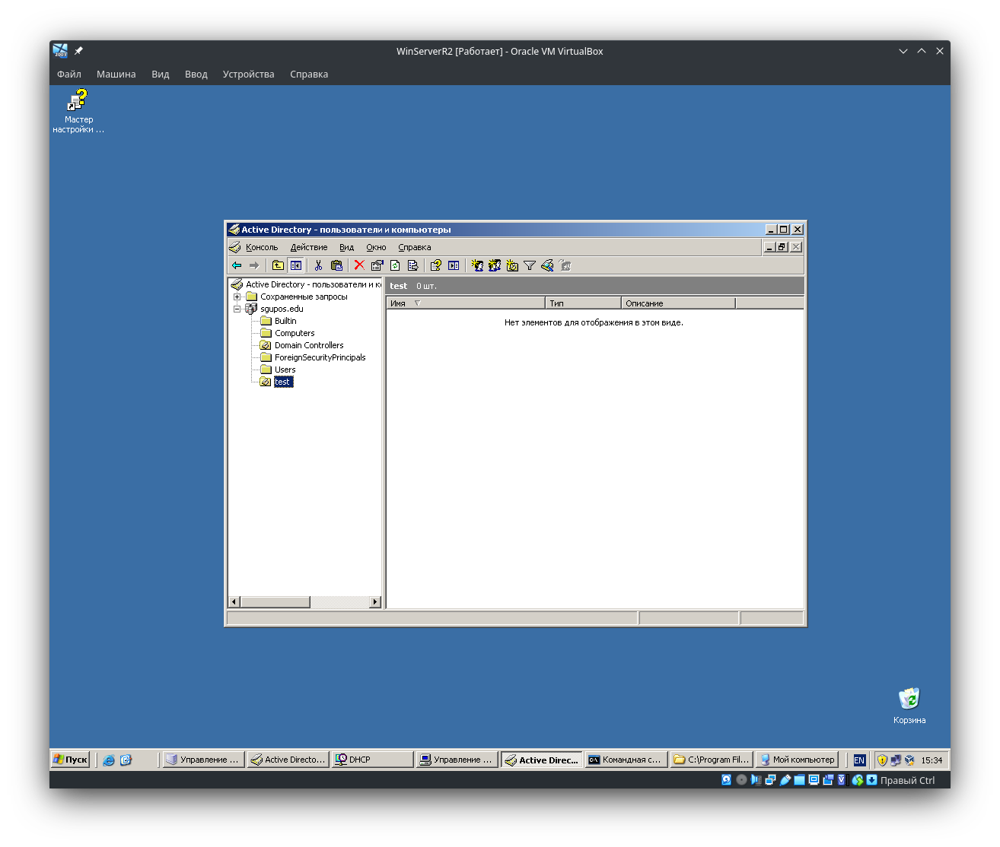 WinServerR2 [Работает] - Oracle VM VirtualBox
Файл Машина Вид Ввод Устройства Справка
Мастер
настройки ...
Active Directory - пользователи и компьютеры
Консоль Действие Вид Окно Справка
Active Directory - пользователи и к
test 0 шт.
Сохраненные запросы
Имя Тип Описание
sgupos.edu
Нет элементов для отображения в этом виде.
Builtin
Computers
Domain Controllers
ForeignSecurityPrincipals
Users
test
Корзина
Пуск Управление ... Active Directo... DHCP Управление ... Active Direc... Командная с... C:\Program Fil... Мой компьютер EN 15:34
Правый Ctrl